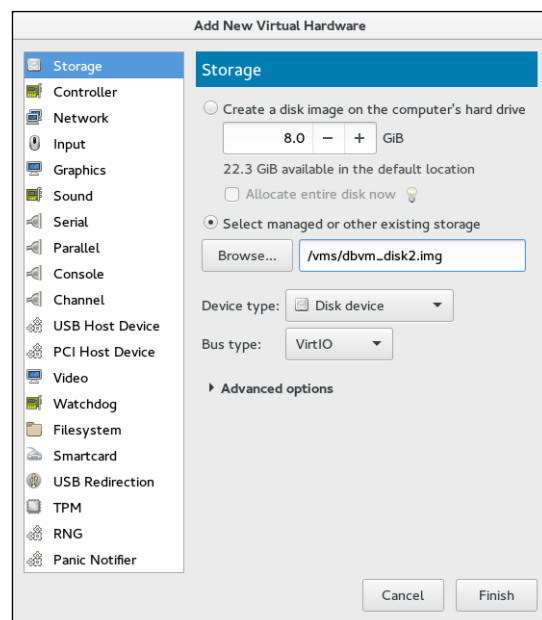 Add New Virtual Hardware
Storage
Controller
Network
Input
Graphics
Sound
Serial
Parallel
Console
Channel
USB Host Device
PCI Host Device
Video
Watchdog
Filesystem
Smartcard
USB Redirection
TPM
RNG
Panic Notifier
Storage
Create a disk image on the computer's hard drive
8.0 − + GiB
22.3 GiB available in the default location
Allocate entire disk now
Select managed or other existing storage
Browse... /vms/dbvm_disk2.img
Device type: Disk device
Bus type: VirtIO
Advanced options
Cancel Finish